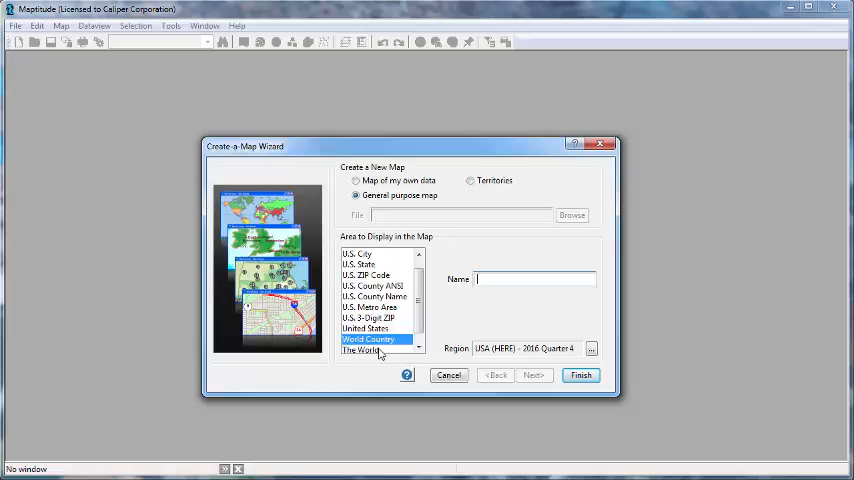 Maptitude (Licensed to Caliper Corporation)
File Edit Map Dataview Selection Tools Window Help
Create-a-Map Wizard
Create a New Map
Map of my own data
Territories
General purpose map
File
Browse
Area to Display in the Map
U.S. City
U.S. State
U.S. ZIP Code
U.S. County ANSI
U.S. County Name
U.S. Metro Area
U.S. 3-Digit ZIP
United States
World Country
The World
Name
Region USA (HERE) - 2016 Quarter 4 ...
Cancel <Back Next> Finish
No window